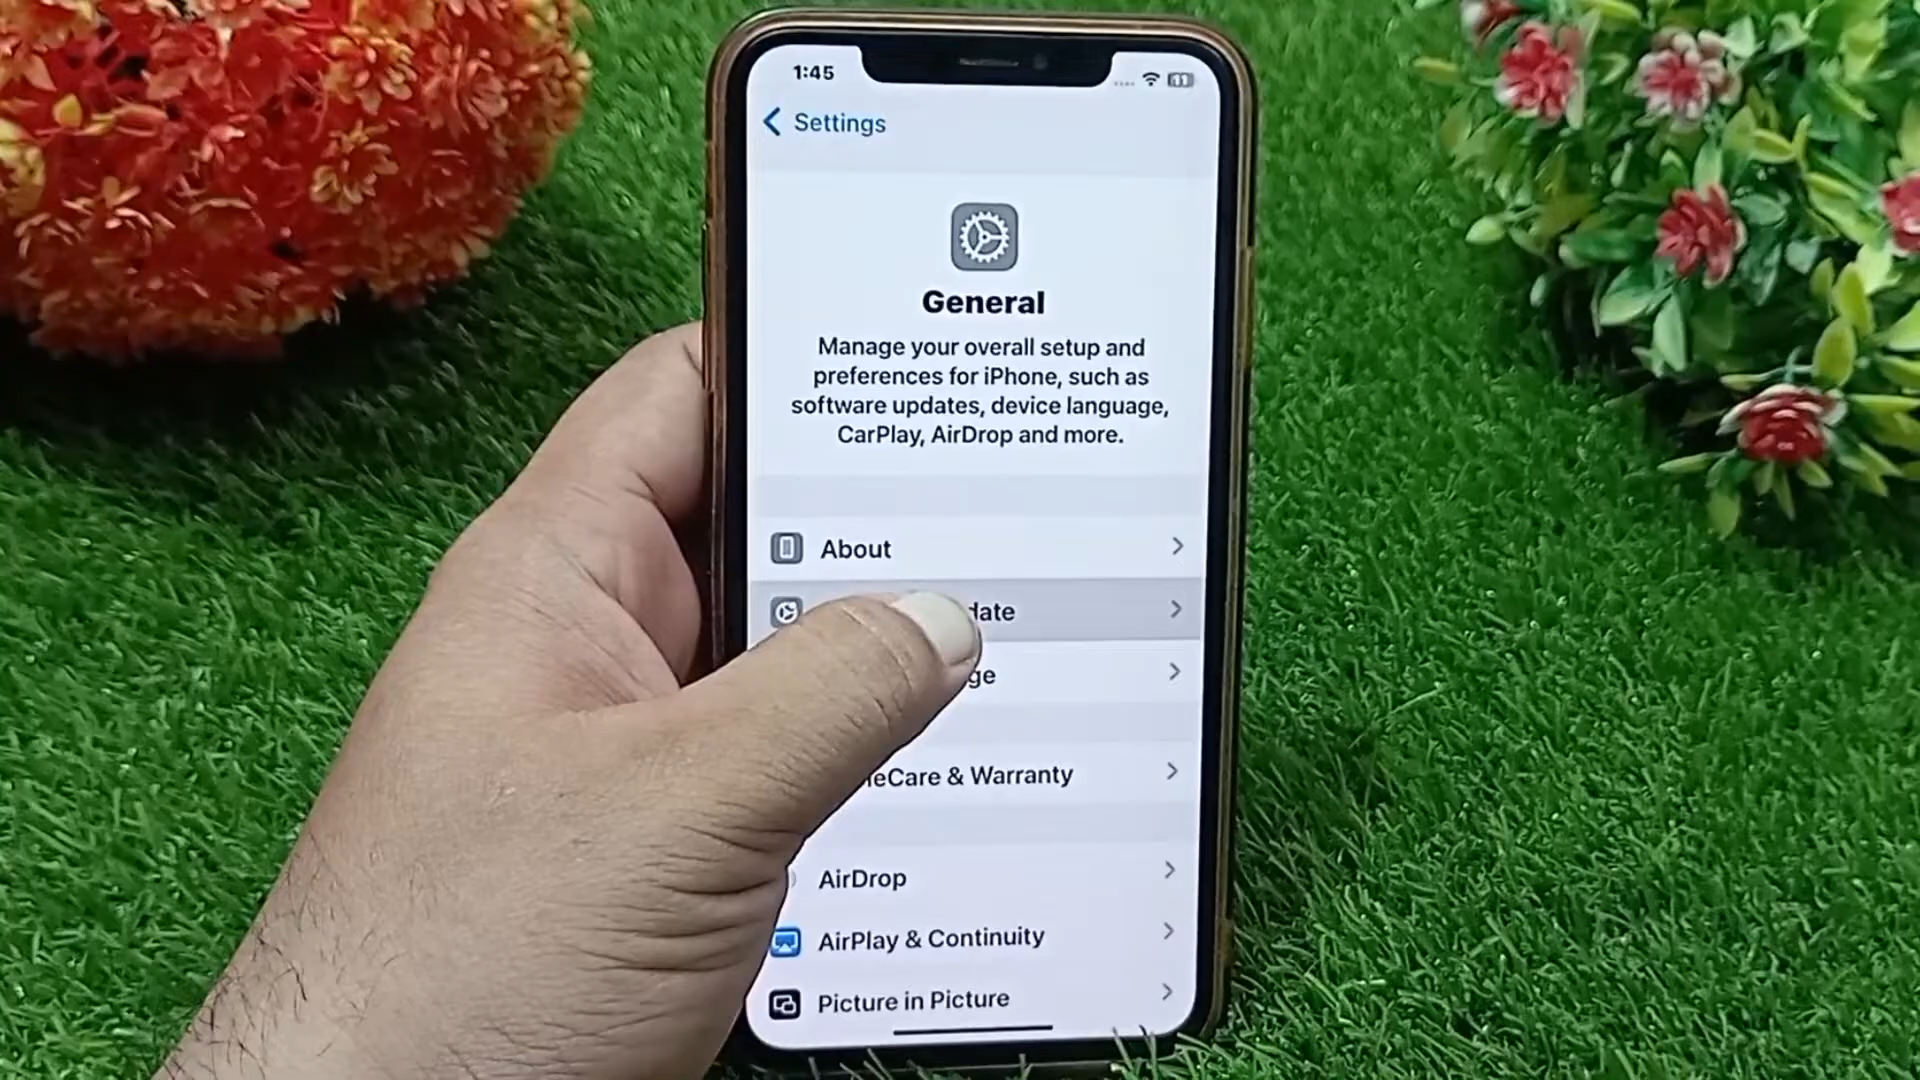 1:45
Settings
General
Manage your overall setup and
preferences for iPhone, such as
software updates, device language,
CarPlay, AirDrop and more.
About
date
ge
eCare & Warranty
AirDrop
AirPlay & Continuity
Picture in Picture